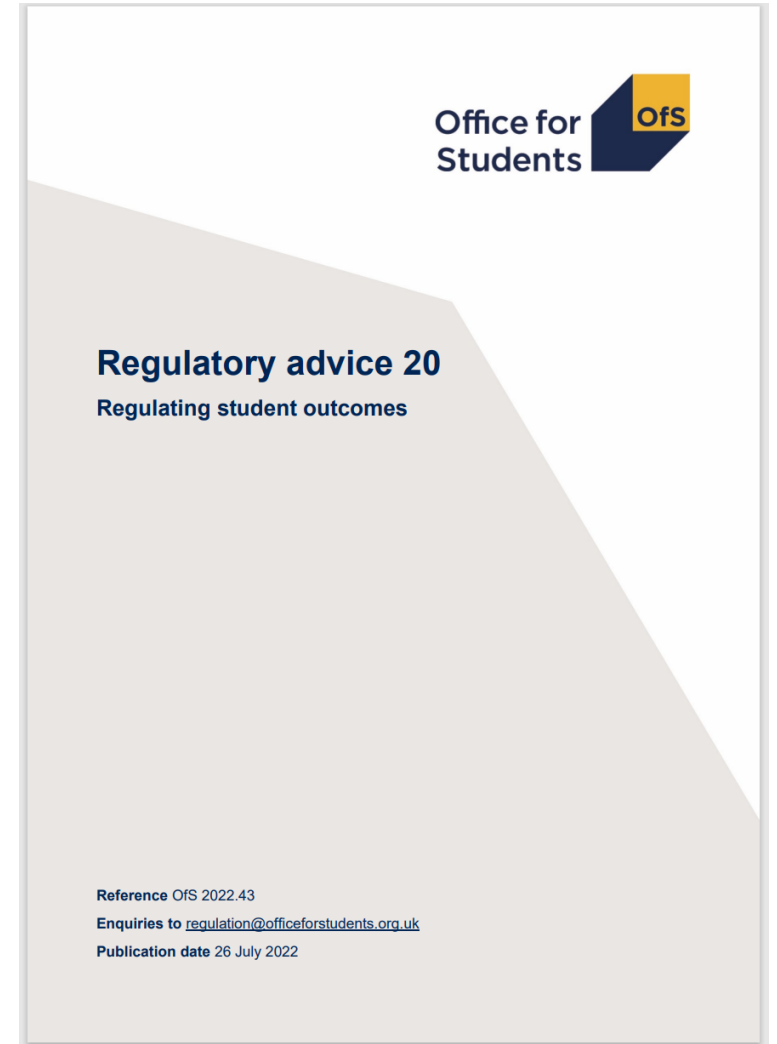 Office for
Students
OfS
Regulatory advice 20
Regulating student outcomes
Reference OfS 2022.43
Enquiries to regulation@officeforstudents.org.uk
Publication date 26 July 2022